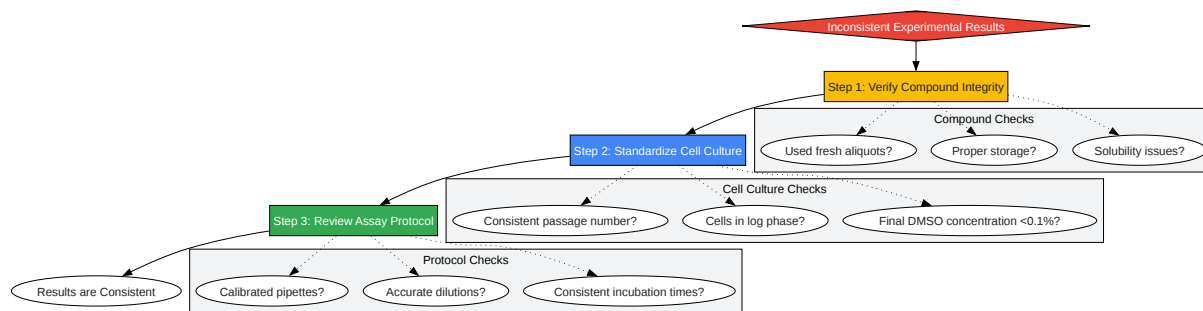 Inconsistent Experimental Results
Step 1: Verify Compound Integrity
Compound Checks
Used fresh aliquots?
Proper storage?
Solubility issues?
Step 2: Standardize Cell Culture
Cell Culture Checks
Consistent passage number?
Cells in log phase?
Final DMSO concentration <0.1%?
Step 3: Review Assay Protocol
Protocol Checks
Calibrated pipettes?
Accurate dilutions?
Consistent incubation times?
Results are Consistent